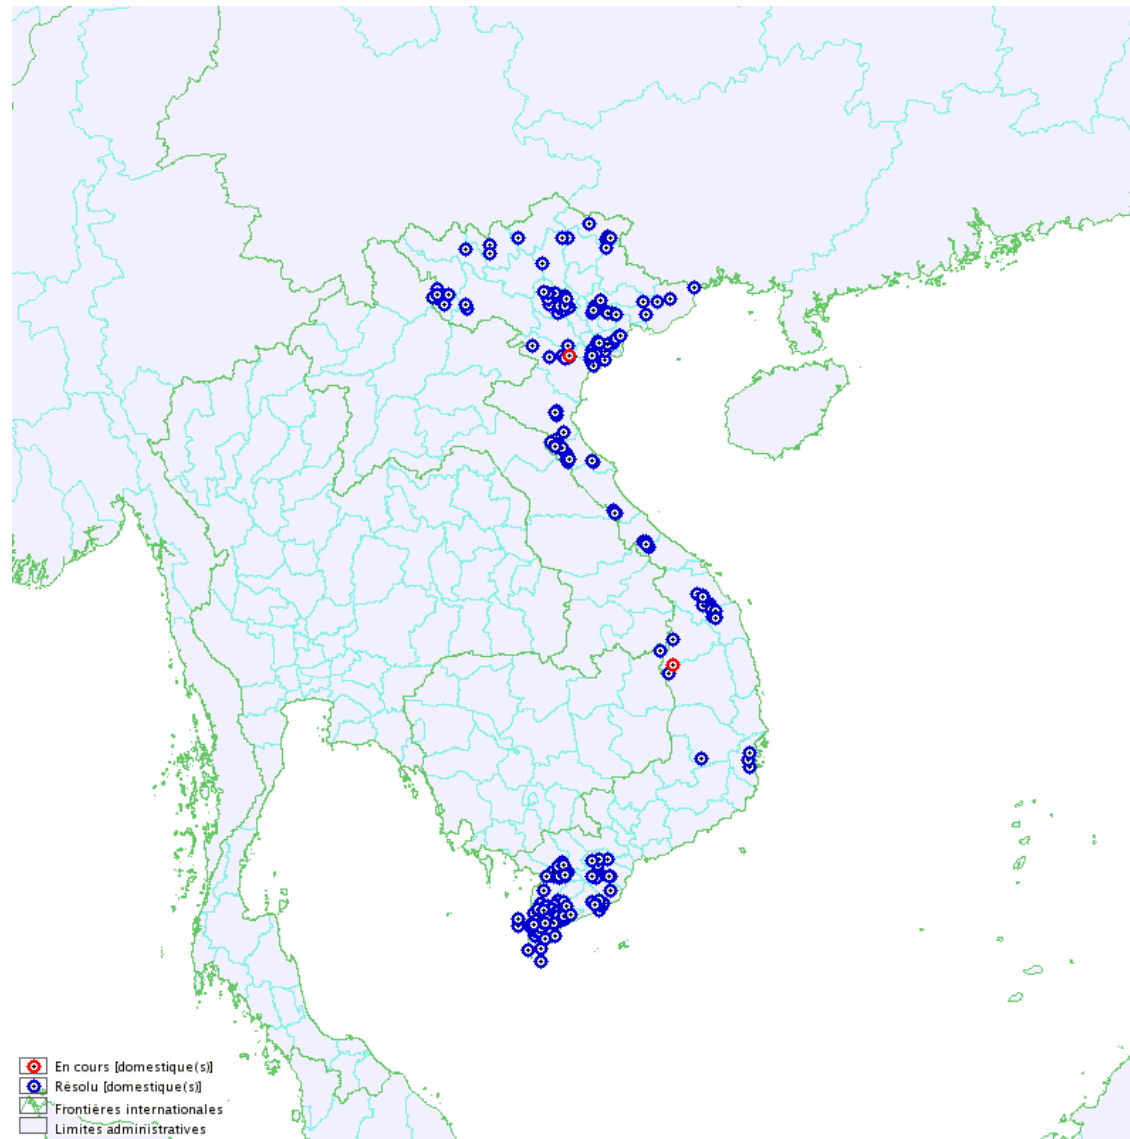 En cours [domestique(s)]
Résolu [domestique(s)]
Frontières internationales
Limites administratives